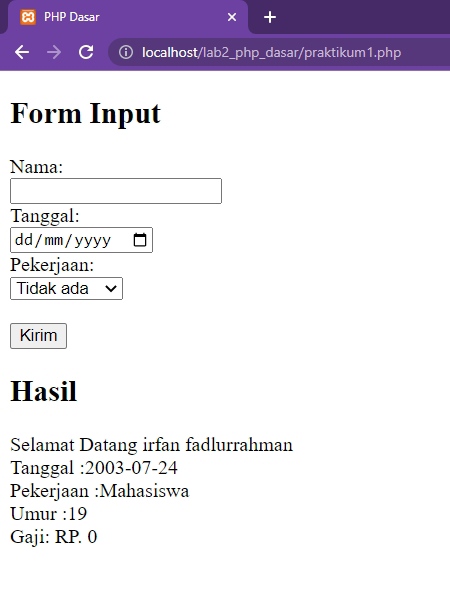 PHP Dasar
localhost/lab2_php_dasar/praktikum1.php
Form Input
Nama:
Tanggal:
dd/mm/yyyy
Pekerjaan:
Tidak ada
Kirim
Hasil
Selamat Datang irfan fadlurrahman
Tanggal :2003-07-24
Pekerjaan :Mahasiswa
Umur :19
Gaji: RP. 0